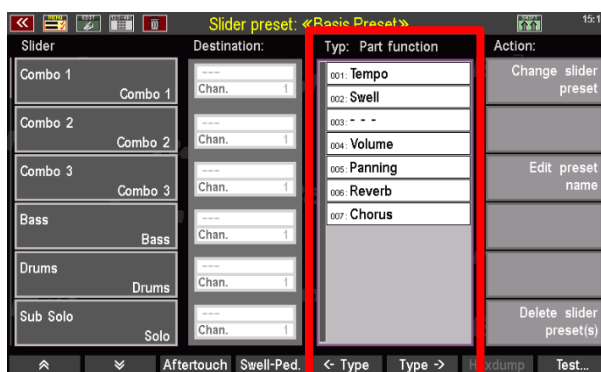 Slider preset: «Basis Preset»
15:1
Slider
Destination:
Typ: Part function
Action:
Combo 1
Combo 1
---
Chan. 1
Combo 2
Combo 2
---
Chan. 1
Combo 3
Combo 3
---
Chan. 1
Bass
Bass
---
Chan. 1
Drums
Drums
---
Chan. 1
Sub Solo
Solo
---
Chan. 1
001: Tempo
002: Swell
003: - - -
004: Volume
005: Panning
006: Reverb
007: Chorus
Change slider
preset
Edit preset
name
Delete slider
preset(s)
Aftertouch
Swell-Ped.
<- Type
Type ->
Test...